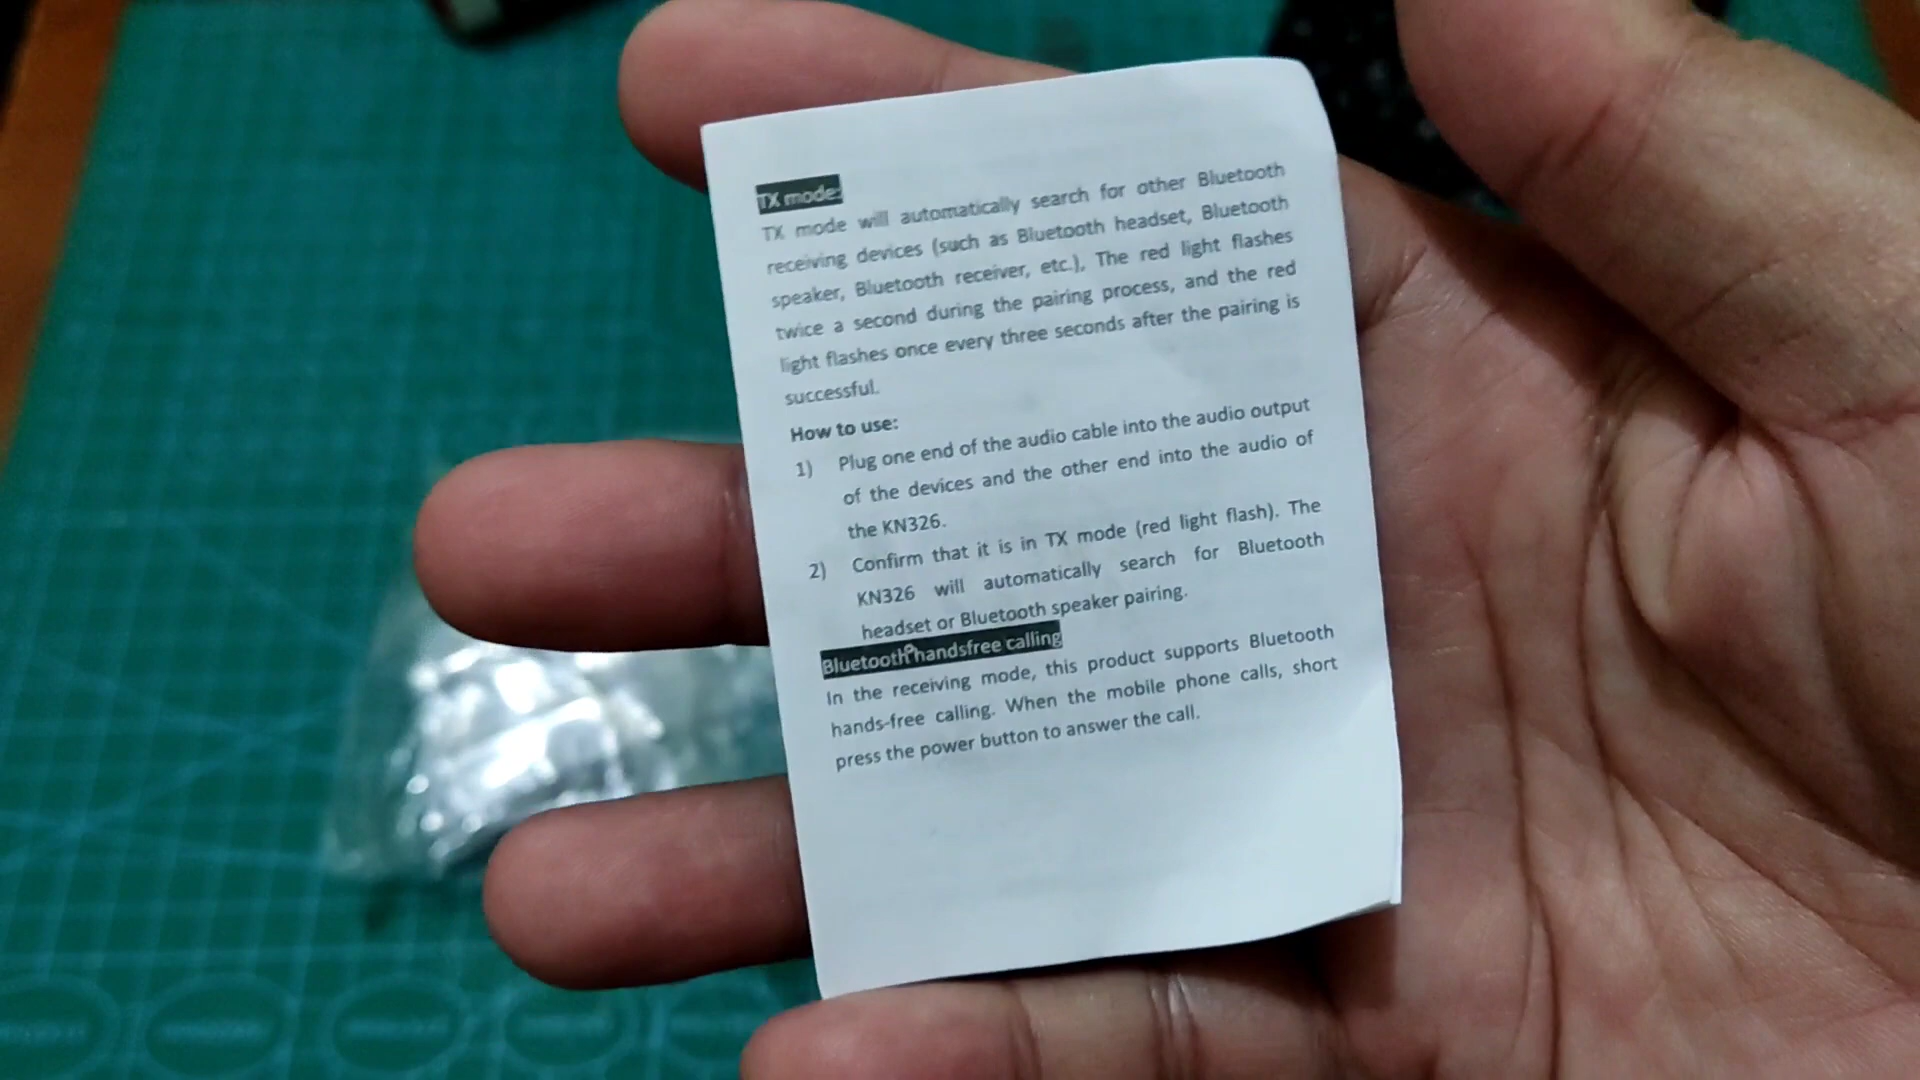 TX mode:
TX mode will automatically search for other Bluetooth
receiving devices (such as Bluetooth headset, Bluetooth
speaker, Bluetooth receiver, etc.), The red light flashes
twice a second during the pairing process, and the red
light flashes once every three seconds after the pairing is
successful.
How to use:
1) Plug one end of the audio cable into the audio output
of the devices and the other end into the audio of
the KN326.
2) Confirm that it is in TX mode (red light flash). The
KN326 will automatically search for Bluetooth
headset or Bluetooth speaker pairing.
Bluetooth handsfree calling
In the receiving mode, this product supports Bluetooth
hands-free calling. When the mobile phone calls, short
press the power button to answer the call.